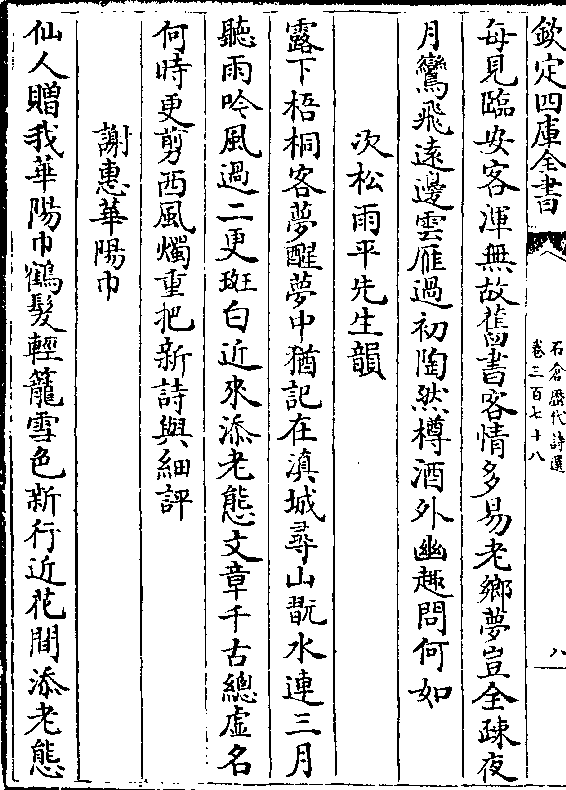 欽定四庫全書
石倉歷代詩選
卷三百七十八
八
每見臨安客渾無故舊書客情多易老鄉夢豈全疎夜
月鸞飛遠邊雲雁過初陶然樽酒外幽趣問何如
次松雨平先生韻
露下梧桐客夢醒夢中猶記在滇城尋山翫水連三月
聽雨吟風過二更斑白近來添老態文章千古總虛名
何時更剪西風燭重把新詩與細評
謝惠華陽巾
仙人贈我華陽巾鶴髮輕籠雪色新行近花間添老態